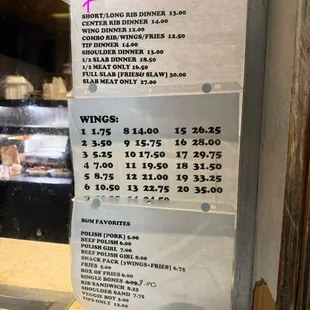 SHORT/LONG RIB DINNER 13.00
CENTER RIB DINNER 14.00
WING DINNER 12.00
COMBO RIB/WINGS/FRIES 12.50
TIP DINNER 14.00
SHOULDER DINNER 13.00
1/2 SLAB DINNER 18.00
1/2 MEAT ONLY 16.50
FULL SLAB [FRIES& SLAW] 30.00
SLAB MEAT ONLY 27.00
WINGS:
1 1.75 8 14.00 15 26.25
2 3.50 9 15.75 16 28.00
3 5.25 10 17.50 17 29.75
4 7.00 11 19.50 18 31.50
5 8.75 12 21.00 19 33.25
6 10.50 13 22.75 20 35.00
B&M FAVORITES
POLISH [PORK] 5.00
BEEF POLISH 6.00
POLISH GIRL 7.00
BEEF POLISH GIRL 8.00
SNACK PACK [3WINGS+FRIES] 6.75
FRIES 3.00
BOX OF FRIES 6.00
SINGLE BONES 3.00
RIB SANDWICH 8.25
SHOULDER SAND 7.75
VEGGIE BOY 3.00
TIPS ONLY 12.00